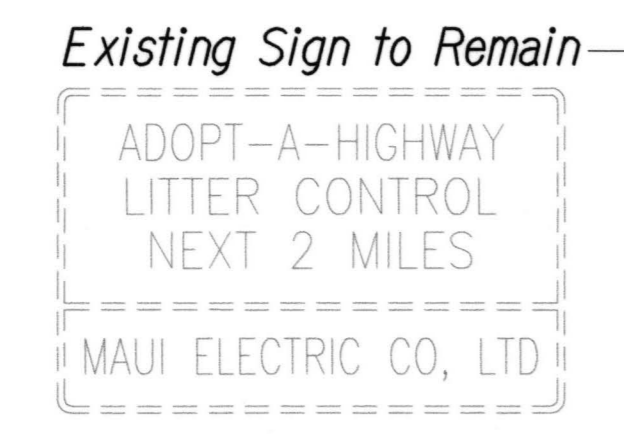 Existing Sign to Remain
ADOPT-A-HIGHWAY
LITTER CONTROL
NEXT 2 MILES
MAUI ELECTRIC CO, LTD